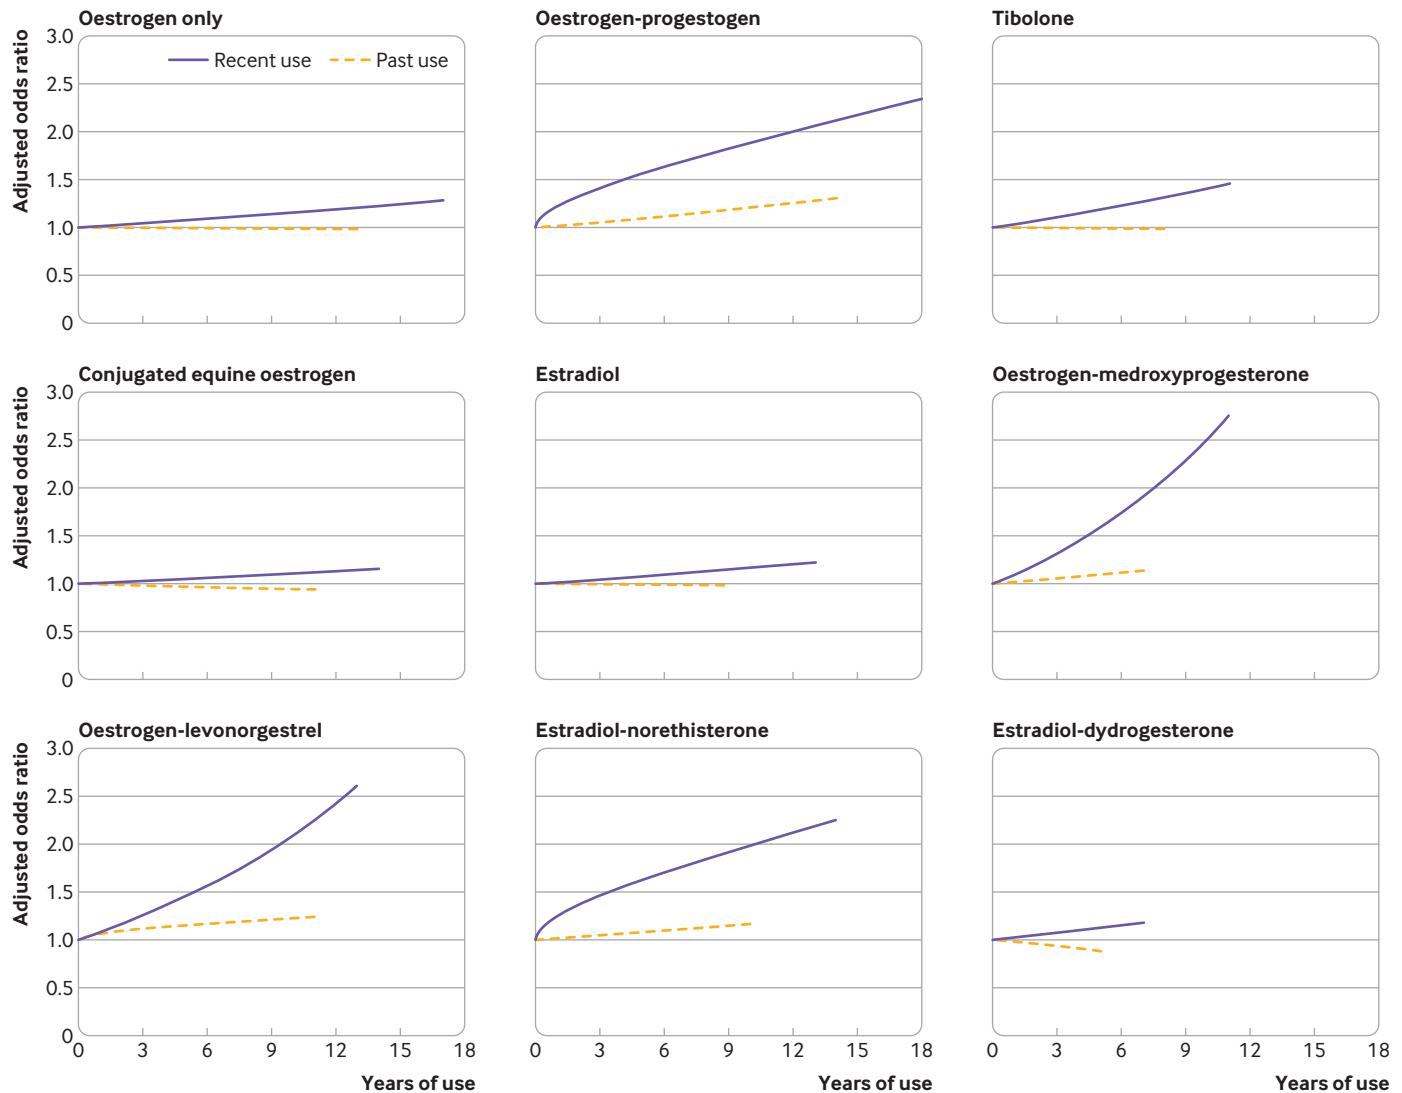 Oestrogen only
Oestrogen-progestogen
Tibolone
Adjusted odds ratio
3.0
2.5
2.0
1.5
1.0
0.5
0
Recent use
Past use
Conjugated equine oestrogen
Estradiol
Oestrogen-medroxyprogesterone
Adjusted odds ratio
3.0
2.5
2.0
1.5
1.0
0.5
0
Oestrogen-levonorgestrel
Estradiol-norethisterone
Estradiol-dydrogesterone
Adjusted odds ratio
3.0
2.5
2.0
1.5
1.0
0.5
0
0 3 6 9 12 15 18
0 3 6 9 12 15 18
0 3 6 9 12 15 18
Years of use
Years of use
Years of use